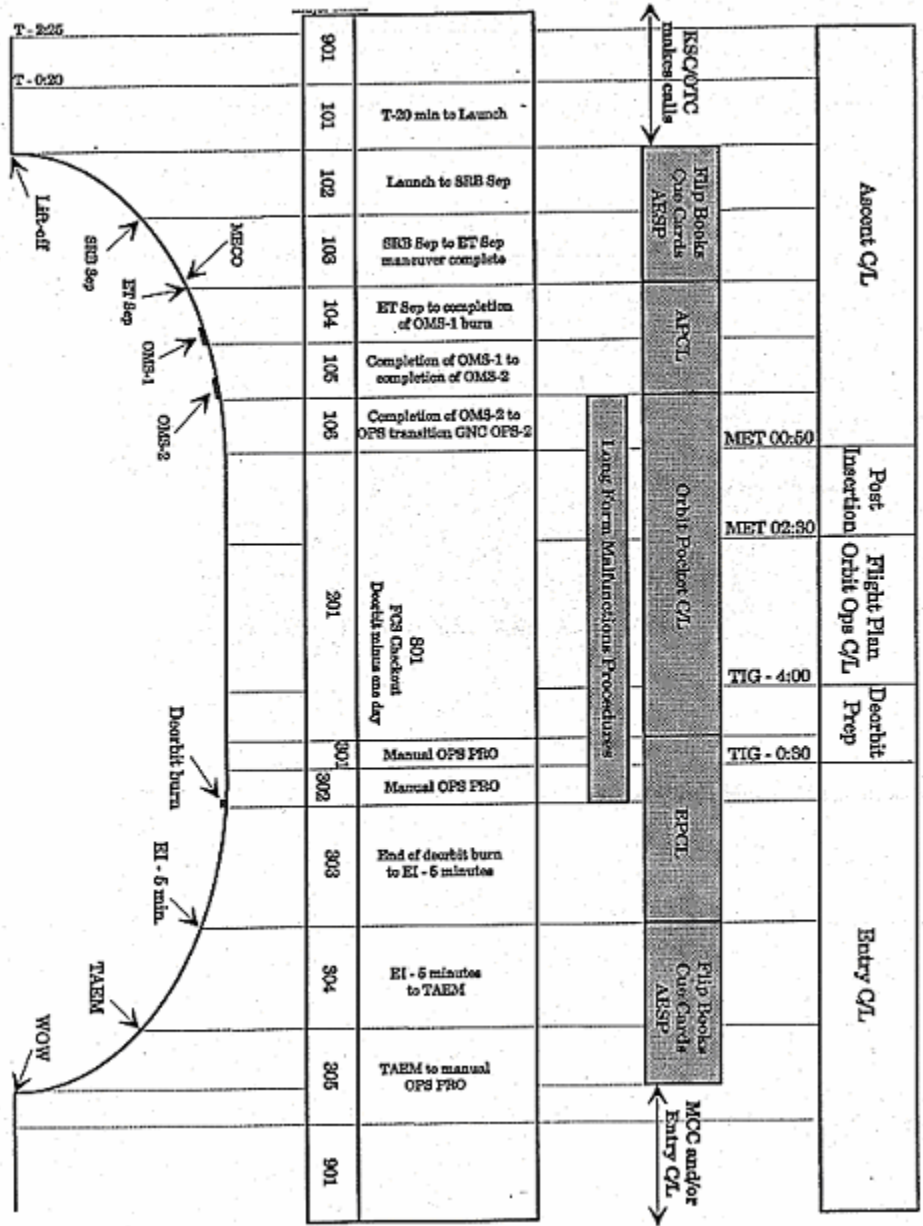 Ascent C/L
Post
Insertion
Flight Plan
Orbit Ops C/L
Deorbit
Prep
Entry C/L
MET 00:50
MET 02:30
TIG - 4:00
TIG - 0:30
KSC/OTC
makes calls
Flip Books
Cue Cards
AESP
APCL
Orbit Pocket C/L
EPCL
Flip Books
Cue Cards
AESP
MCC and/or
Entry C/L
Long Form Malfunctions Procedures
T-20 min to Launch
Launch to SRB Sep
SRB Sep to ET Sep
maneuver complete
ET Sep to completion
of OMS-1 burn
Completion of OMS-1 to
completion of OMS-2
Completion of OMS-2 to
OPS transition GNC OPS-2
801
FCS Checkout
Deorbit minus one day
Manual OPS PRO
Manual OPS PRO
End of deorbit burn
to EI - 5 minutes
EI - 5 minutes
to TAEM
TAEM to manual
OPS PRO
901
101
102
103
104
105
106
201
301
302
303
304
305
901
T - 2:25
T - 0:20
Lift-off
SRB Sep
MECO
ET Sep
OMS-1
OMS-2
Deorbit burn
EI - 5 min.
TAEM
WOW